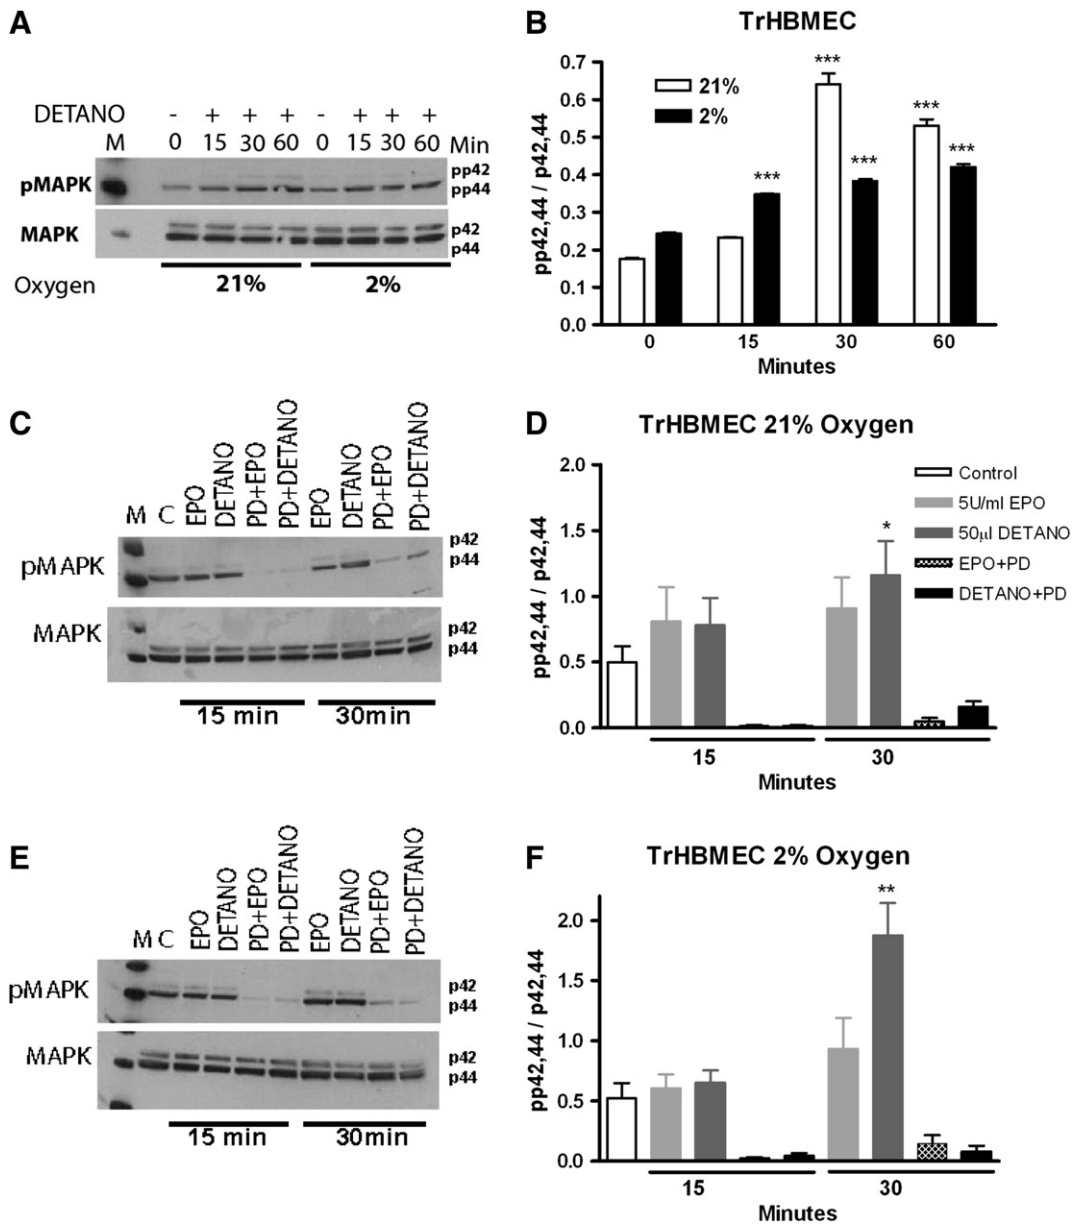 A
DETANO - + + + - + + +
M 0 15 30 60 0 15 30 60 Min
pMAPK
pp42
pp44
MAPK
p42
p44
Oxygen 21% 2%
B
TrHBMEC
21%
2%
pp42,44 / p42,44
0.7
0.6
0.5
0.4
0.3
0.2
0.1
0.0
***
***
***
***
***
0 15 30 60
Minutes
C
M C EPO DETANO PD+EPO PD+DETANO EPO DETANO PD+EPO PD+DETANO
pMAPK
p42
p44
MAPK
p42
p44
15 min 30min
D
TrHBMEC 21% Oxygen
pp42,44 / p42,44
2.0
1.5
1.0
0.5
0.0
*
Control
5U/ml EPO
50µl DETANO
EPO+PD
DETANO+PD
15 30
Minutes
E
M C EPO DETANO PD+EPO PD+DETANO EPO DETANO PD+EPO PD+DETANO
pMAPK
p42
p44
MAPK
p42
p44
15 min 30min
F
TrHBMEC 2% Oxygen
pp42,44 / p42,44
2.0
1.5
1.0
0.5
0.0
**
15 30
Minutes